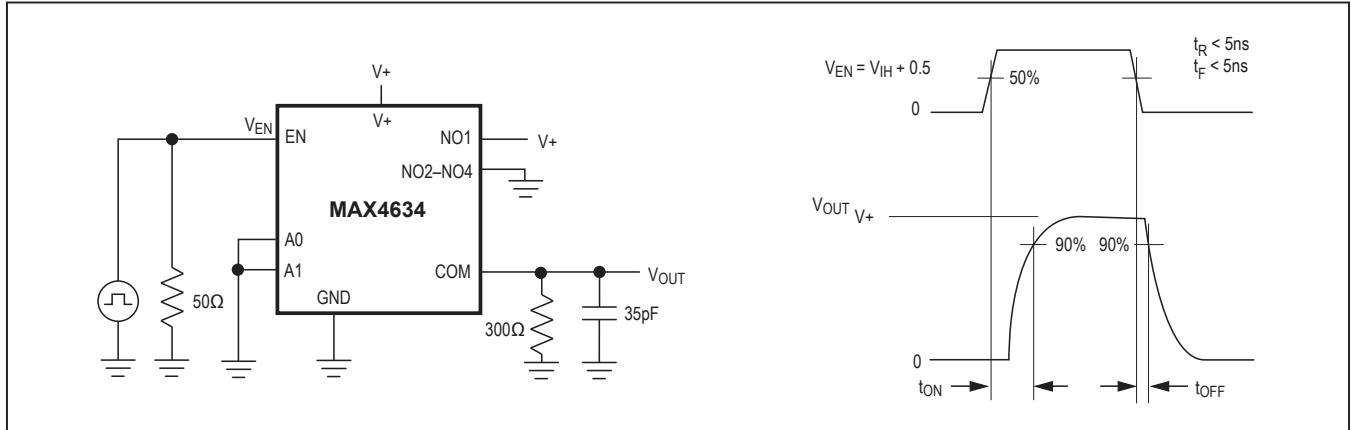 V+
V+
VEN
EN
NO1
V+
NO2–NO4
MAX4634
A0
A1
COM
VOUT
GND
50Ω
300Ω
35pF
tR < 5ns
tF < 5ns
VEN = VIH + 0.5
50%
0
VOUT V+
90% 90%
0
tON
tOFF